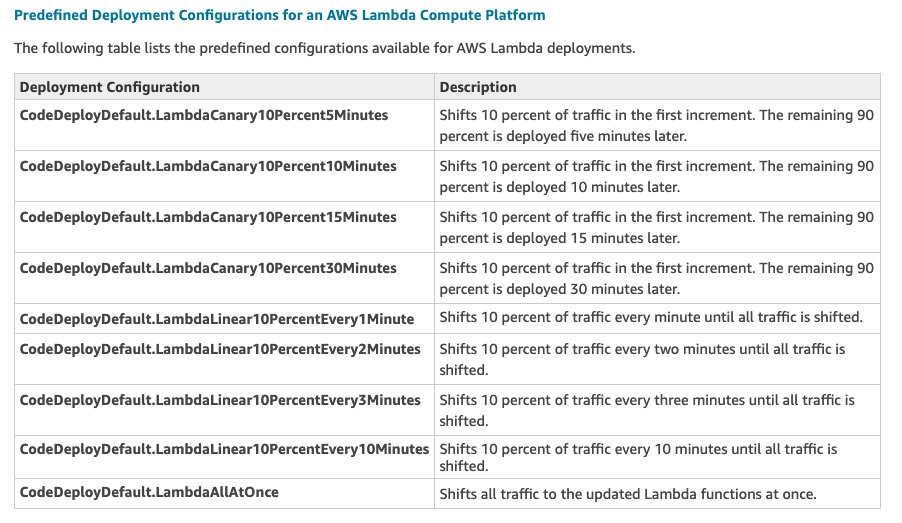 Predefined Deployment Configurations for an AWS Lambda Compute Platform
The following table lists the predefined configurations available for AWS Lambda deployments.
Deployment Configuration Description
CodeDeployDefault.LambdaCanary10Percent5Minutes Shifts 10 percent of traffic in the first increment. The remaining 90
percent is deployed five minutes later.
CodeDeployDefault.LambdaCanary10Percent10Minutes Shifts 10 percent of traffic in the first increment. The remaining 90
percent is deployed 10 minutes later.
CodeDeployDefault.LambdaCanary10Percent15Minutes Shifts 10 percent of traffic in the first increment. The remaining 90
percent is deployed 15 minutes later.
CodeDeployDefault.LambdaCanary10Percent30Minutes Shifts 10 percent of traffic in the first increment. The remaining 90
percent is deployed 30 minutes later.
CodeDeployDefault.LambdaLinear10PercentEvery1Minute Shifts 10 percent of traffic every minute until all traffic is shifted.
CodeDeployDefault.LambdaLinear10PercentEvery2Minutes Shifts 10 percent of traffic every two minutes until all traffic is
shifted.
CodeDeployDefault.LambdaLinear10PercentEvery3Minutes Shifts 10 percent of traffic every three minutes until all traffic is
shifted.
CodeDeployDefault.LambdaLinear10PercentEvery10Minutes Shifts 10 percent of traffic every 10 minutes until all traffic is
shifted.
CodeDeployDefault.LambdaAllAtOnce Shifts all traffic to the updated Lambda functions at once.